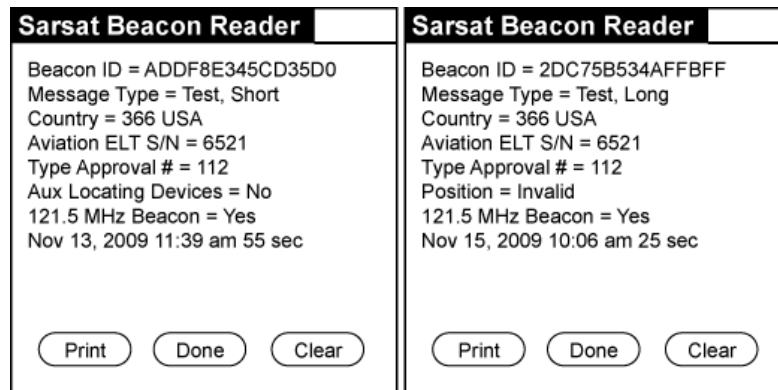 Sarsat Beacon Reader
Beacon ID = ADDF8E345CD35D0
Message Type = Test, Short
Country = 366 USA
Aviation ELT S/N = 6521
Type Approval # = 112
Aux Locating Devices = No
121.5 MHz Beacon = Yes
Nov 13, 2009 11:39 am 55 sec
Print Done Clear
Sarsat Beacon Reader
Beacon ID = 2DC75B534AFFBFF
Message Type = Test, Long
Country = 366 USA
Aviation ELT S/N = 6521
Type Approval # = 112
Position = Invalid
121.5 MHz Beacon = Yes
Nov 15, 2009 10:06 am 25 sec
Print Done Clear